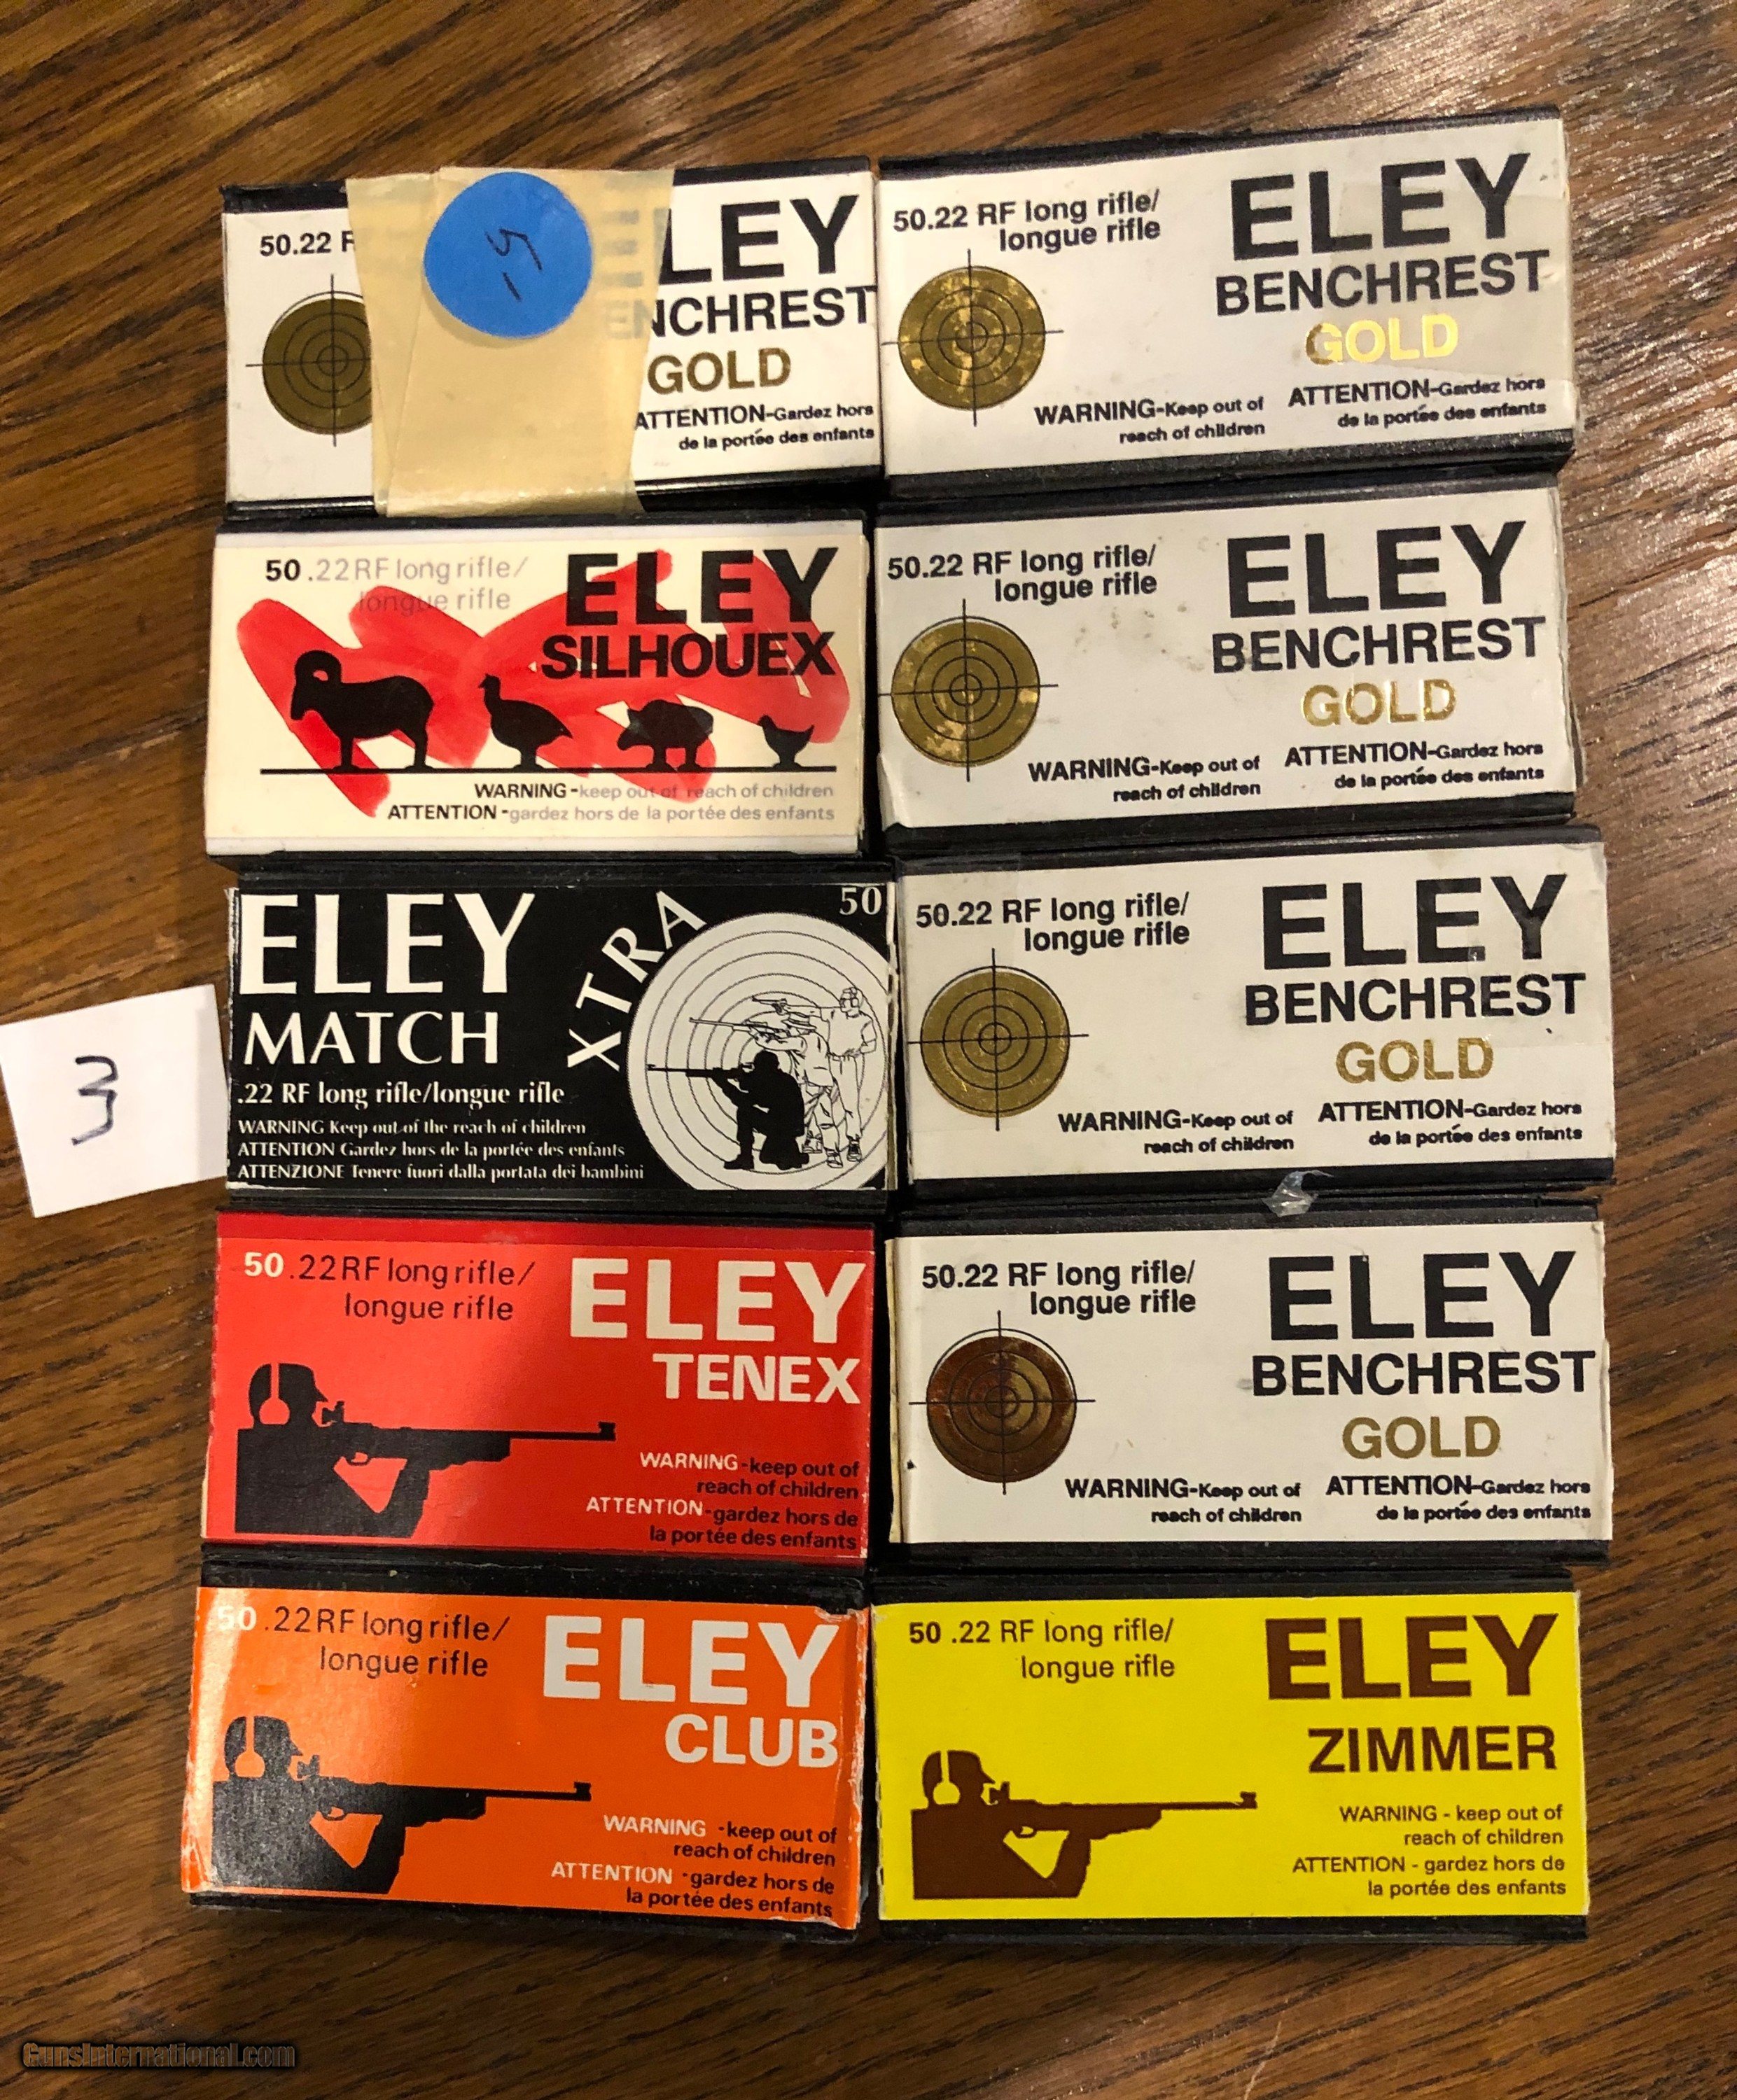 50.22 R
LEY
ENCHREST
GOLD
ATTENTION-Gardez hors
de la portée des enfants
50.22 RF long rifle/
longue rifle
ELEY
BENCHREST
GOLD
WARNING-Keep out of
reach of children
ATTENTION-Gardez hors
de la portée des enfants
50 .22 RF long rifle/
longue rifle
ELEY
SILHOUEX
WARNING -keep out of reach of children
ATTENTION -gardez hors de la portée des enfants
50.22 RF long rifle/
longue rifle
ELEY
BENCHREST
GOLD
WARNING-Keep out of
reach of children
ATTENTION-Gardez hors
de la portée des enfants
ELEY
MATCH
XTRA
50
.22 RF long rifle/longue rifle
WARNING Keep out of the reach of children
ATTENTION Gardez hors de la portée des enfants
ATTENZIONE Tenere fuori dalla portata dei bambini
3
50.22 RF long rifle/
longue rifle
ELEY
BENCHREST
GOLD
WARNING-Keep out of
reach of children
ATTENTION-Gardez hors
de la portée des enfants
50 .22 RF long rifle/
longue rifle
ELEY
TENEX
WARNING -keep out of
reach of children
ATTENTION -gardez hors de
la portée des enfants
50.22 RF long rifle/
longue rifle
ELEY
BENCHREST
GOLD
WARNING-Keep out of
reach of children
ATTENTION-Gardez hors
de la portée des enfants
50 .22 RF long rifle/
longue rifle
ELEY
CLUB
WARNING -keep out of
reach of children
ATTENTION -gardez hors de
la portée des enfants
50 .22 RF long rifle/
longue rifle
ELEY
ZIMMER
WARNING - keep out of
reach of children
ATTENTION - gardez hors de
la portée des enfants
GunsInternational.com